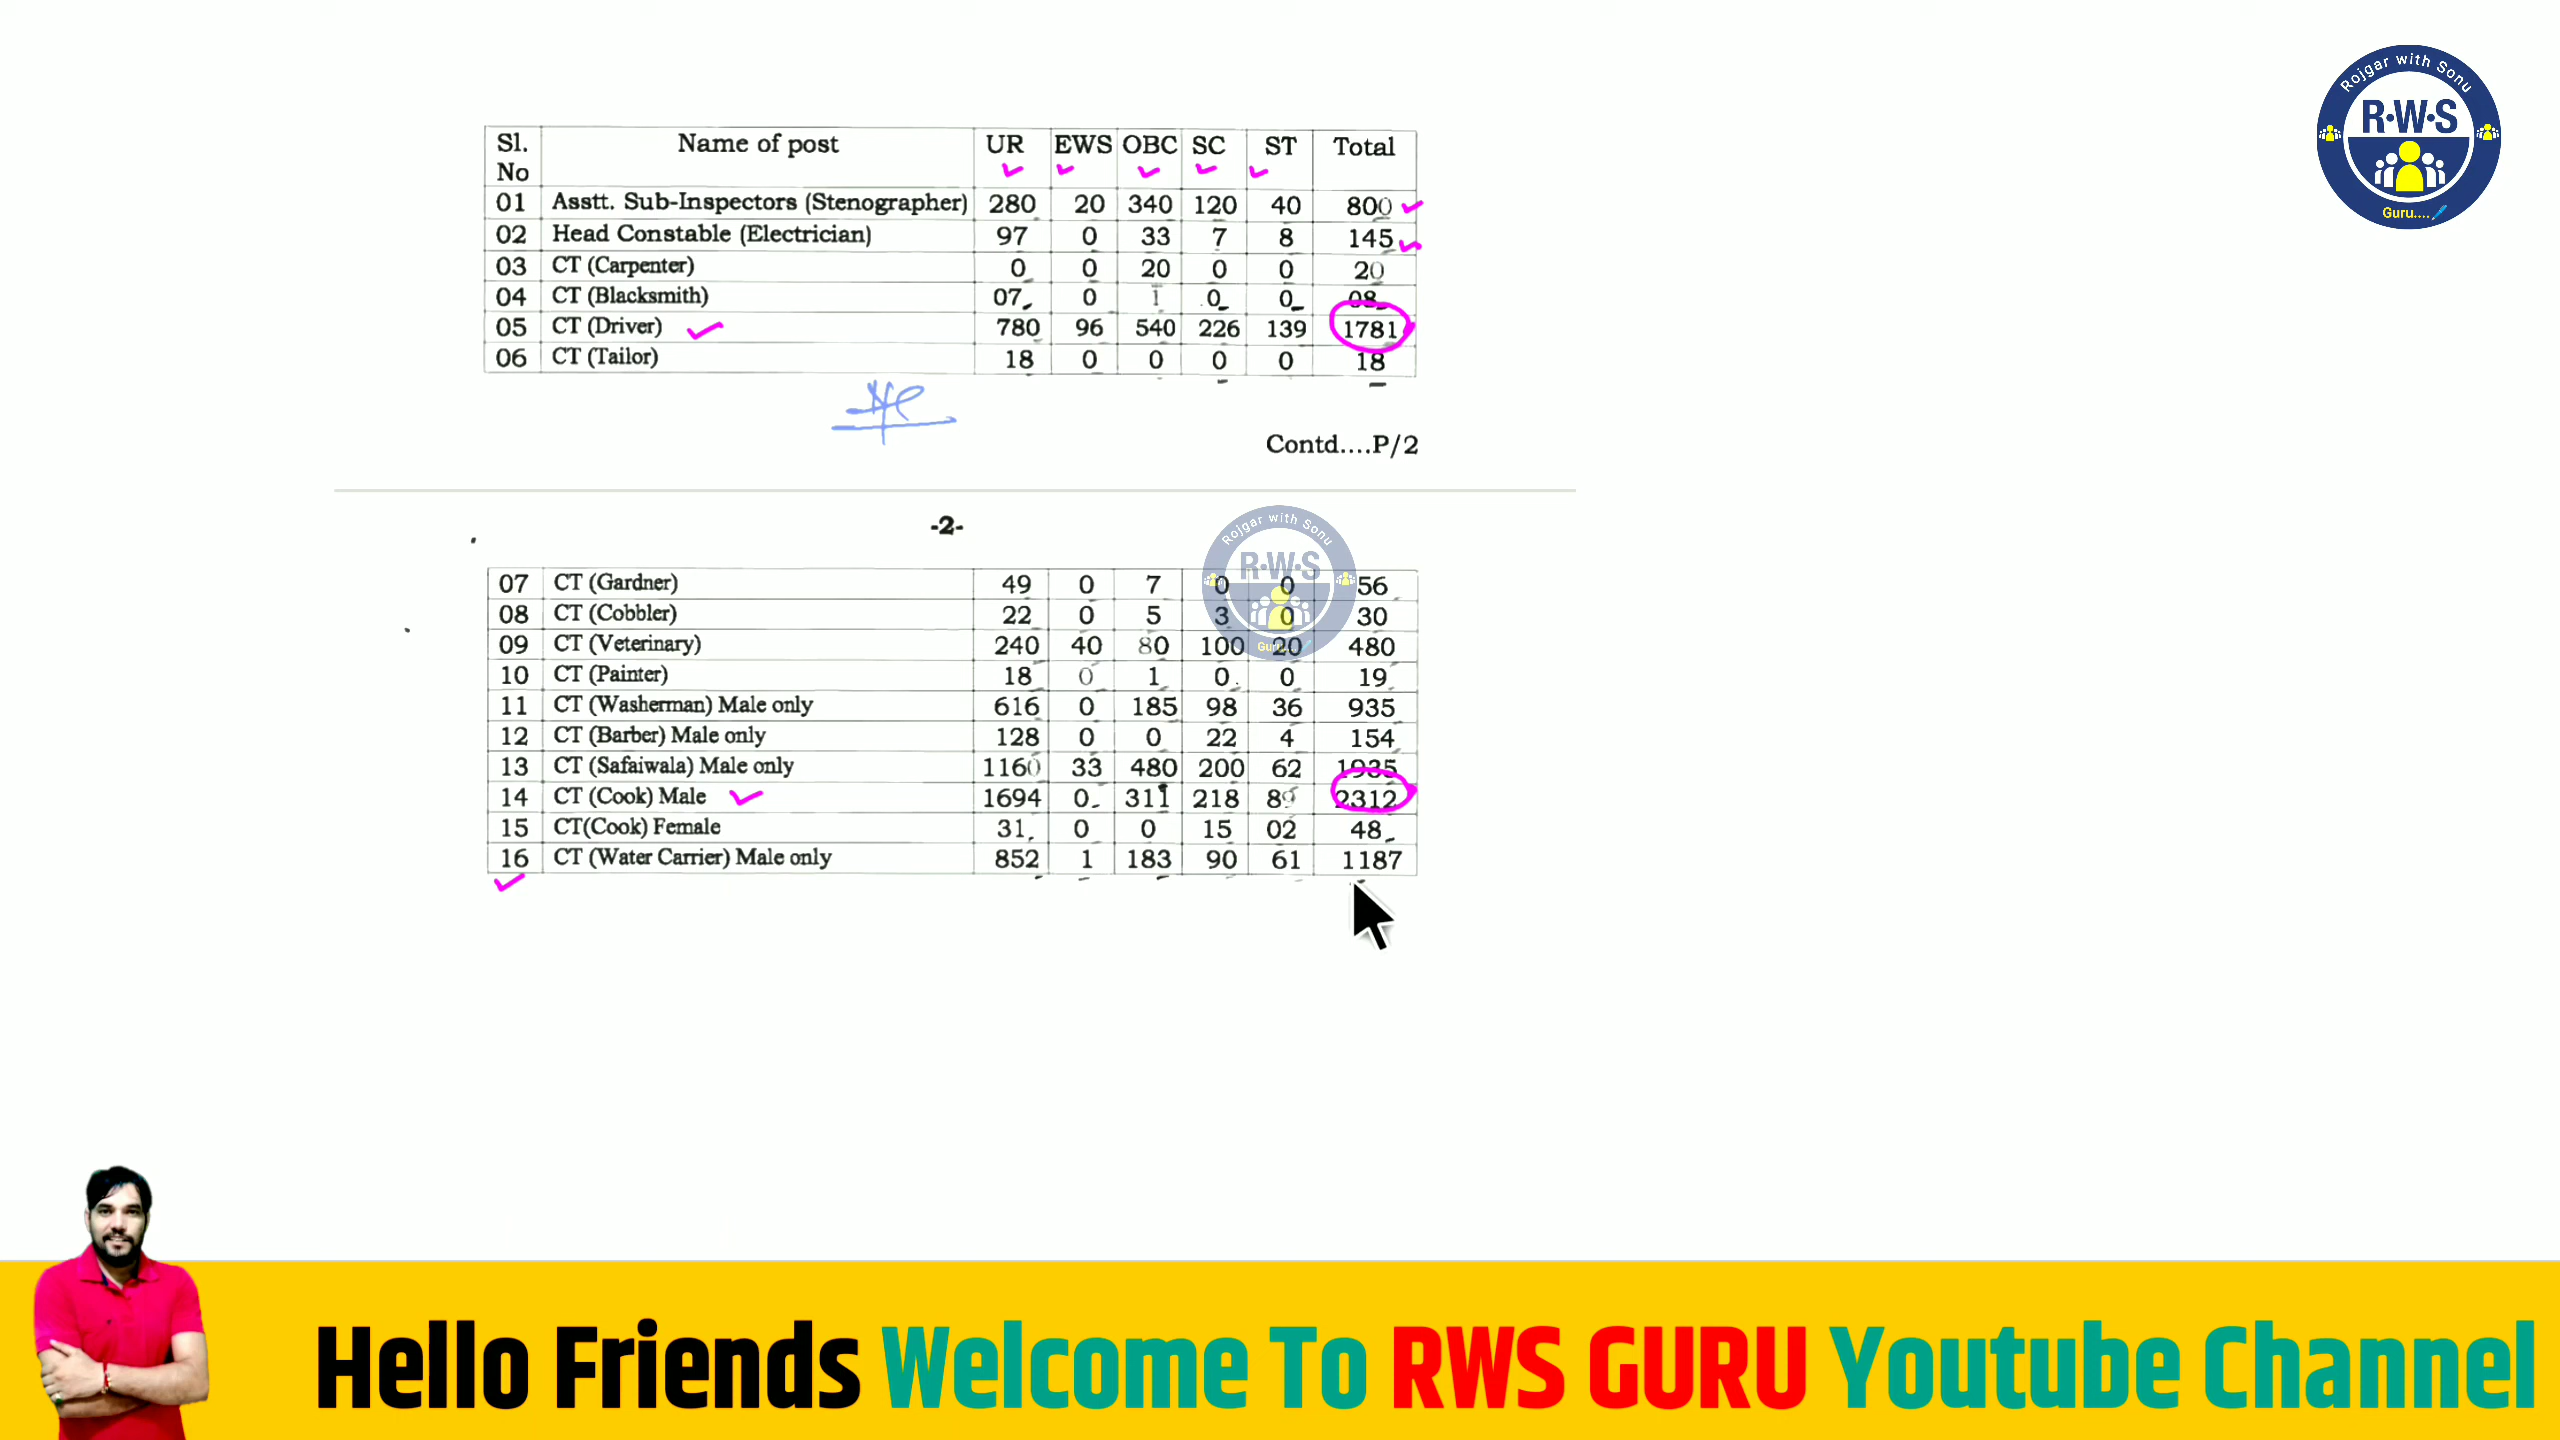 Rojgar with Sonu
R·W·S
Guru....
Sl. No Name of post UR EWS OBC SC ST Total
01 Asstt. Sub-Inspectors (Stenographer) 280 20 340 120 40 800
02 Head Constable (Electrician) 97 0 33 7 8 145
03 CT (Carpenter) 0 0 20 0 0 20
04 CT (Blacksmith) 07 0 1 0 0 08
05 CT (Driver) 780 96 540 226 139 1781
06 CT (Tailor) 18 0 0 0 0 18
Contd....P/2
-2-
Rojgar with Sonu
R·W·S
07 CT (Gardner) 49 0 7 0 0 56
08 CT (Cobbler) 22 0 5 3 0 30
09 CT (Veterinary) 240 40 80 100 20 480
10 CT (Painter) 18 0 1 0 0 19
11 CT (Washerman) Male only 616 0 185 98 36 935
12 CT (Barber) Male only 128 0 0 22 4 154
13 CT (Safaiwala) Male only 1160 33 480 200 62 1935
14 CT (Cook) Male 1694 0 311 218 89 2312
15 CT(Cook) Female 31 0 0 15 02 48
16 CT (Water Carrier) Male only 852 1 183 90 61 1187
Hello Friends Welcome To RWS GURU Youtube Channel